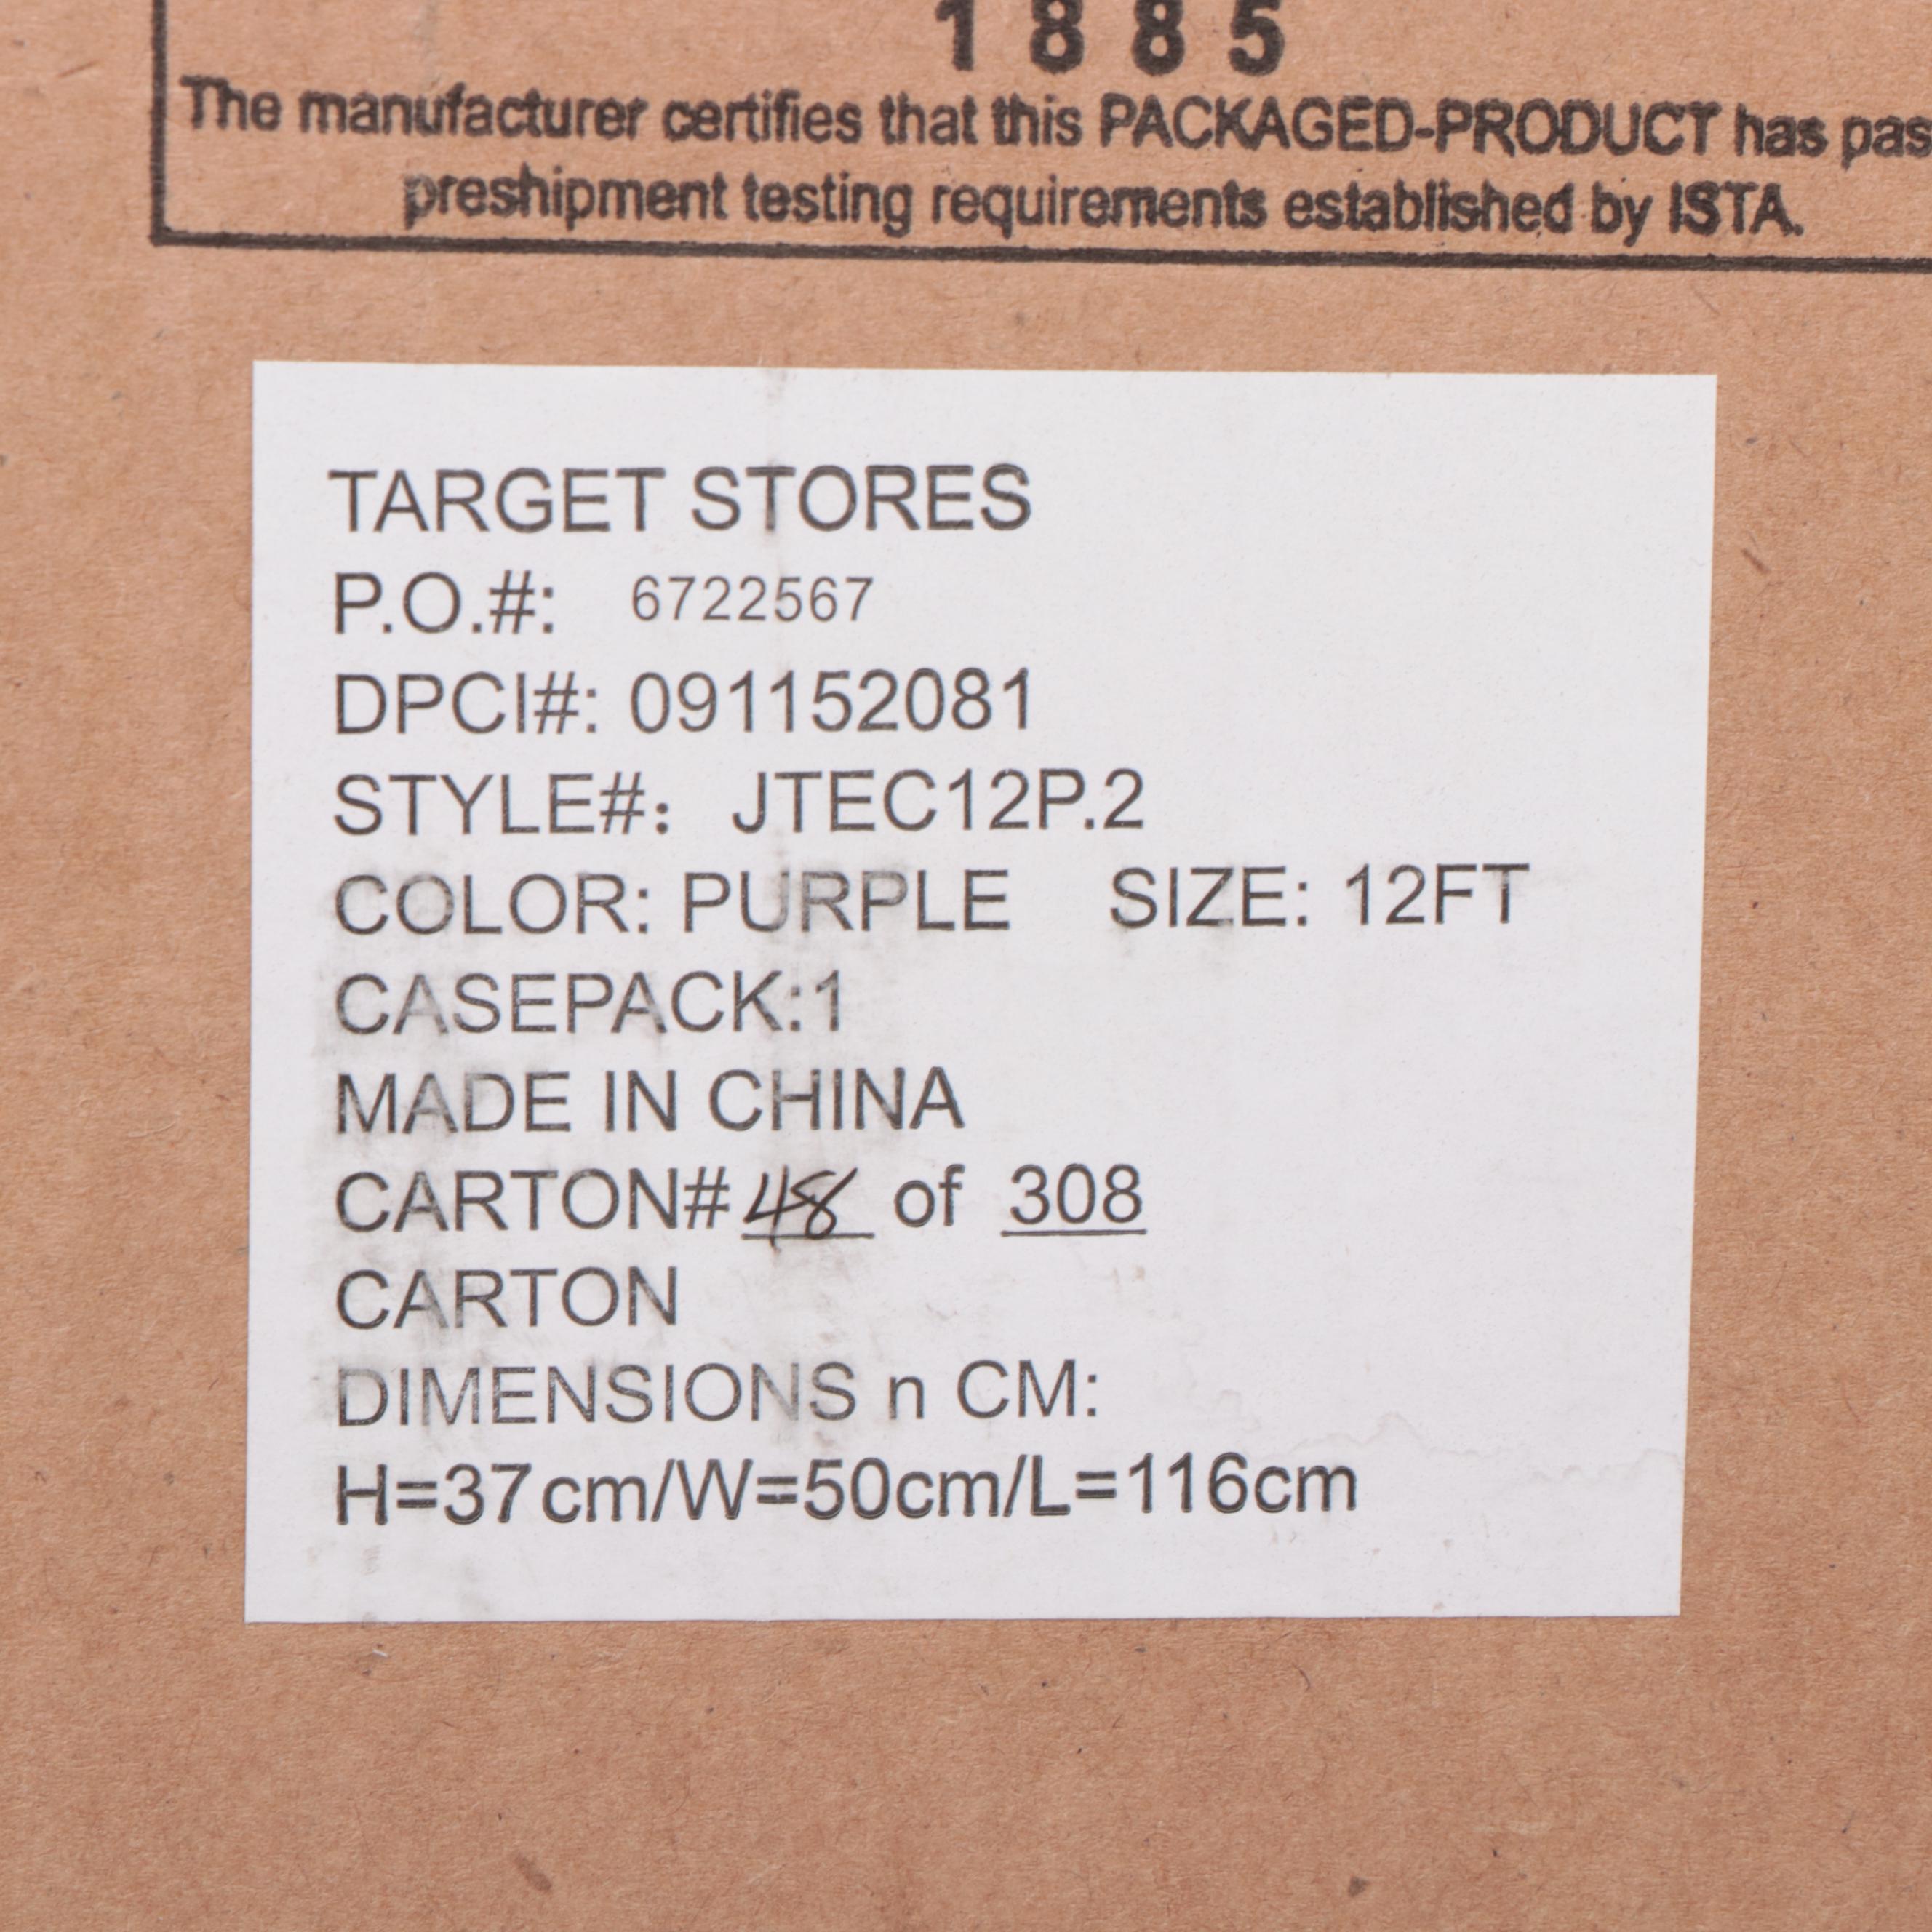 1885
The manufacturer certifies that this PACKAGED-PRODUCT has pas
preshipment testing requirements established by ISTA.
TARGET STORES
P.O.#: 6722567
DPCI#: 091152081
STYLE#: JTEC12P.2
COLOR: PURPLE SIZE: 12FT
CASEPACK:1
MADE IN CHINA
CARTON# 48 of 308
CARTON
DIMENSIONS n CM:
H=37cm/W=50cm/L=116cm